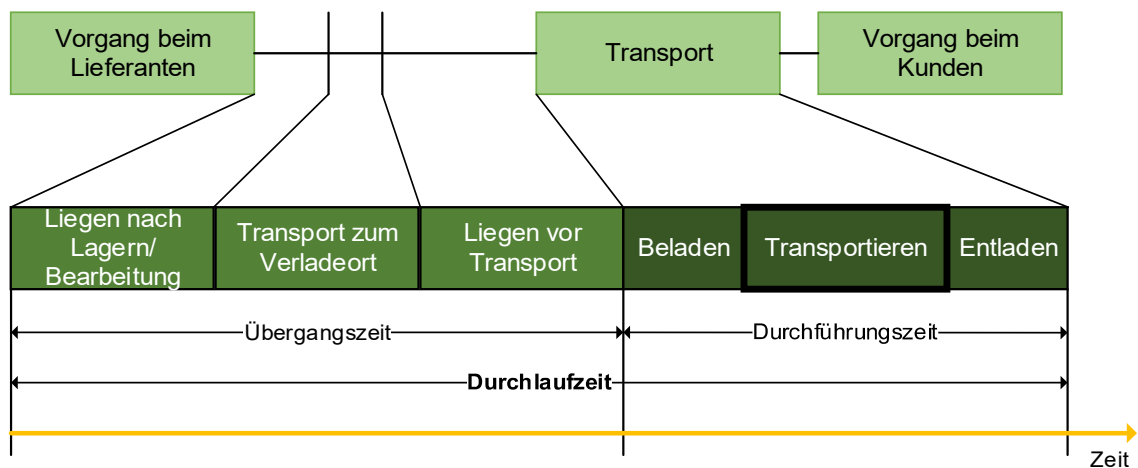 Vorgang beim
Lieferanten
Transport
Vorgang beim
Kunden
Liegen nach
Lagern/
Bearbeitung
Transport zum
Verladeort
Liegen vor
Transport
Beladen
Transportieren
Entladen
Übergangszeit
Durchführungszeit
Durchlaufzeit
Zeit